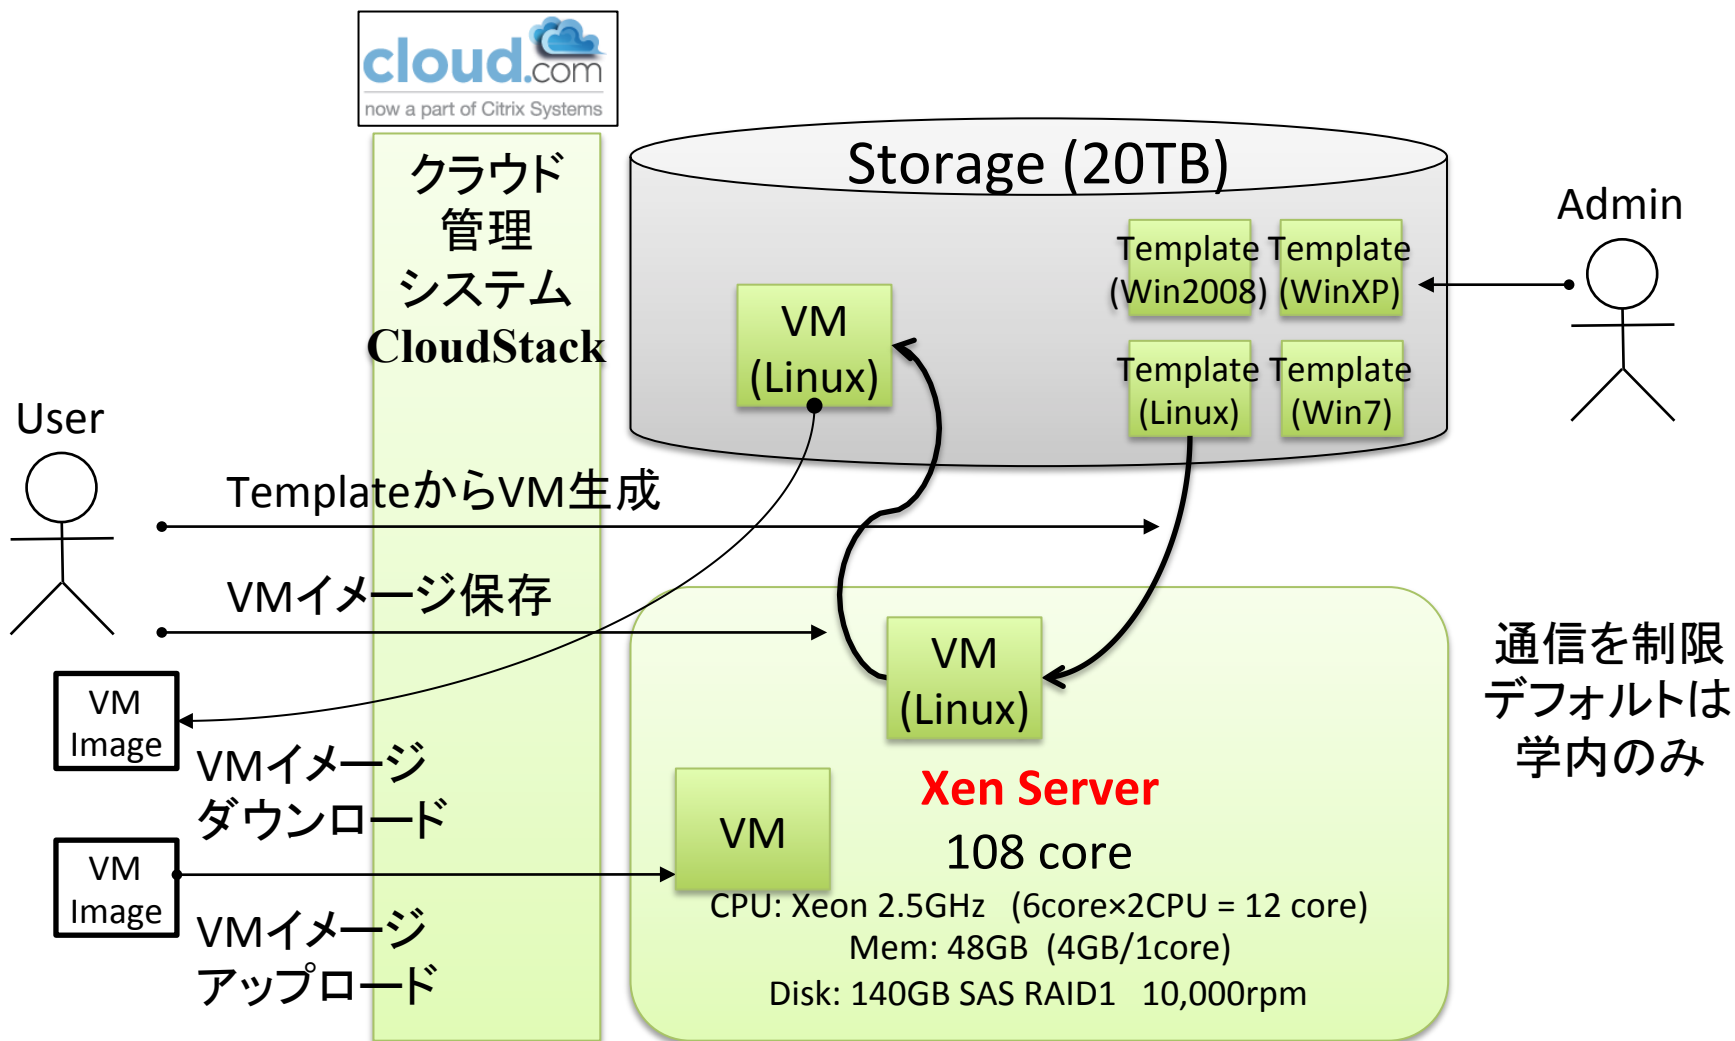 cloud.com
now a part of Citrix Systems
クラウド
管理
システム
CloudStack
Storage (20TB)
Template
(Win2008)
Template
(WinXP)
Template
(Linux)
Template
(Win7)
VM
(Linux)
Admin
User
TemplateからVM生成
VMイメージ保存
VM
Image
VMイメージ
ダウンロード
VM
Image
VMイメージ
アップロード
VM
(Linux)
VM
Xen Server
108 core
CPU: Xeon 2.5GHz (6core×2CPU = 12 core)
Mem: 48GB (4GB/1core)
Disk: 140GB SAS RAID1 10,000rpm
通信を制限
デフォルトは
学内のみ